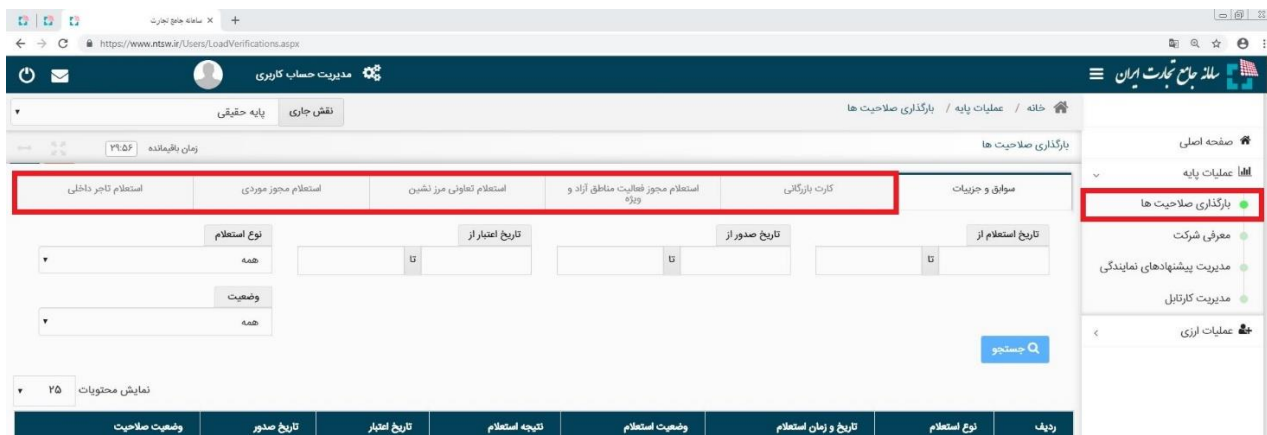 سامانه جامع تجارت
https://www.ntsw.ir/Users/LoadVerifications.aspx
سامانه جامع تجارت ایران
مدیریت حساب کاربری
خانه / عملیات پایه / بارگذاری صلاحیت ها
نقش جاری
پایه حقیقی
بارگذاری صلاحیت ها
زمان باقیمانده ۲۹:۵۶
صفحه اصلی
عملیات پایه
بارگذاری صلاحیت ها
معرفی شرکت
مدیریت پیشنهادهای نمایندگی
مدیریت کارتابل
عملیات ارزی
سوابق و جزییات
کارت بازرگانی
استعلام مجوز فعالیت مناطق آزاد و
ویژه
استعلام تعاونی مرز نشین
استعلام مجوز موردی
استعلام تاجر داخلی
تاریخ استعلام از
تاریخ صدور از
تاریخ اعتبار از
نوع استعلام
تا
تا
تا
همه
وضعیت
همه
جستجو
نمایش محتویات ۲۵
ردیف نوع استعلام تاریخ و زمان استعلام وضعیت استعلام نتیجه استعلام تاریخ اعتبار تاریخ صدور وضعیت صلاحیت